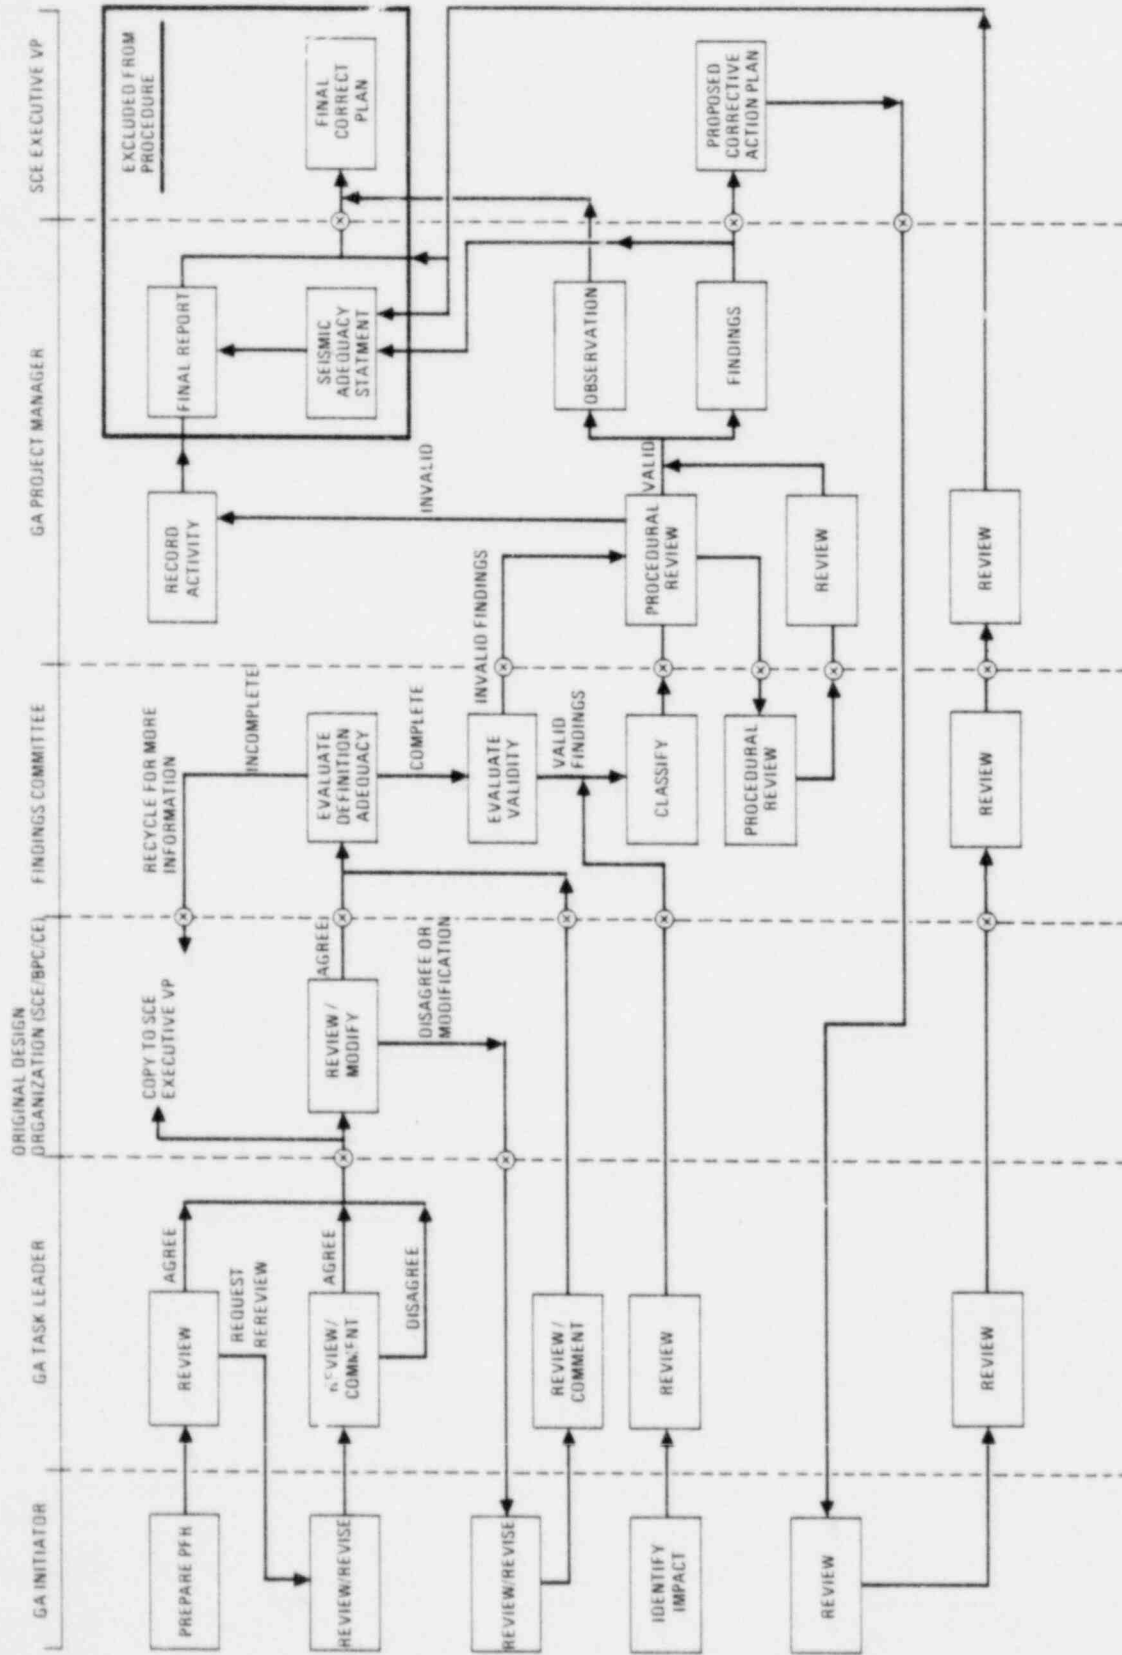 GA INITIATOR
GA TASK LEADER
ORIGINAL DESIGN
ORGANIZATION (SCE/BPC/CE)
FINDINGS COMMITTEE
GA PROJECT MANAGER
SCE EXECUTIVE VP
PREPARE PFR
REVIEW
AGREE
REQUEST
REREVIEW
COPY TO SCE
EXECUTIVE VP
RECYCLE FOR MORE
INFORMATION
INCOMPLETE
RECORD
ACTIVITY
FINAL REPORT
EXCLUDED FROM
PROCEDURE
REVIEW/REVISE
REVIEW/
COMMENT
AGREE
DISAGREE
REVIEW/
MODIFY
AGREE
DISAGREE OR
MODIFICATION
EVALUATE
DEFINITION
ADEQUACY
COMPLETE
INVALID
SEISMIC
ADEQUACY
STATMENT
FINAL
CORRECT
PLAN
REVIEW/REVISE
REVIEW/
COMMENT
EVALUATE
VALIDITY
INVALID FINDINGS
VALID
FINDINGS
OBSERVATION
IDENTIFY
IMPACT
REVIEW
CLASSIFY
PROCEDURAL
REVIEW
VALID
FINDINGS
PROPOSED
CORRECTIVE
ACTION PLAN
PROCEDURAL
REVIEW
REVIEW
REVIEW
REVIEW
REVIEW
REVIEW